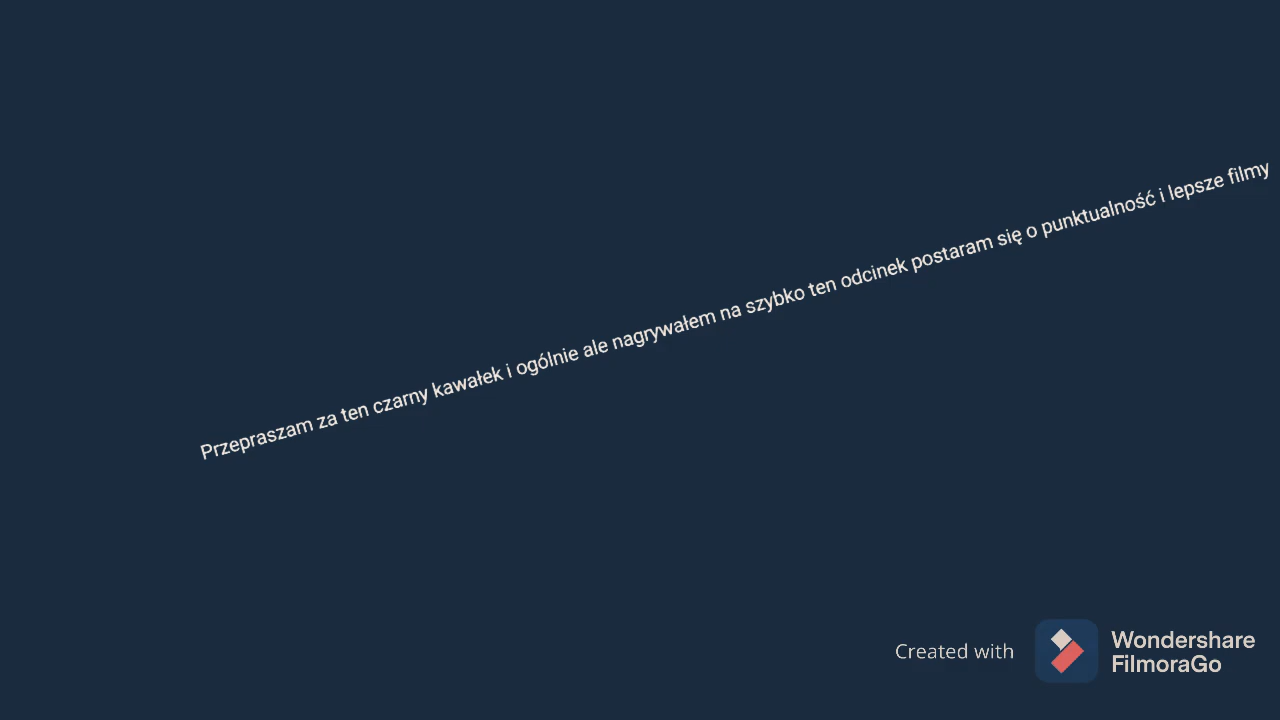 Przepraszam za ten czarny kawałek i ogólnie ale nagrywałem na szybko ten odcinek postaram się o punktualność i lepsze filmy
Created with
Wondershare
FilmoraGo